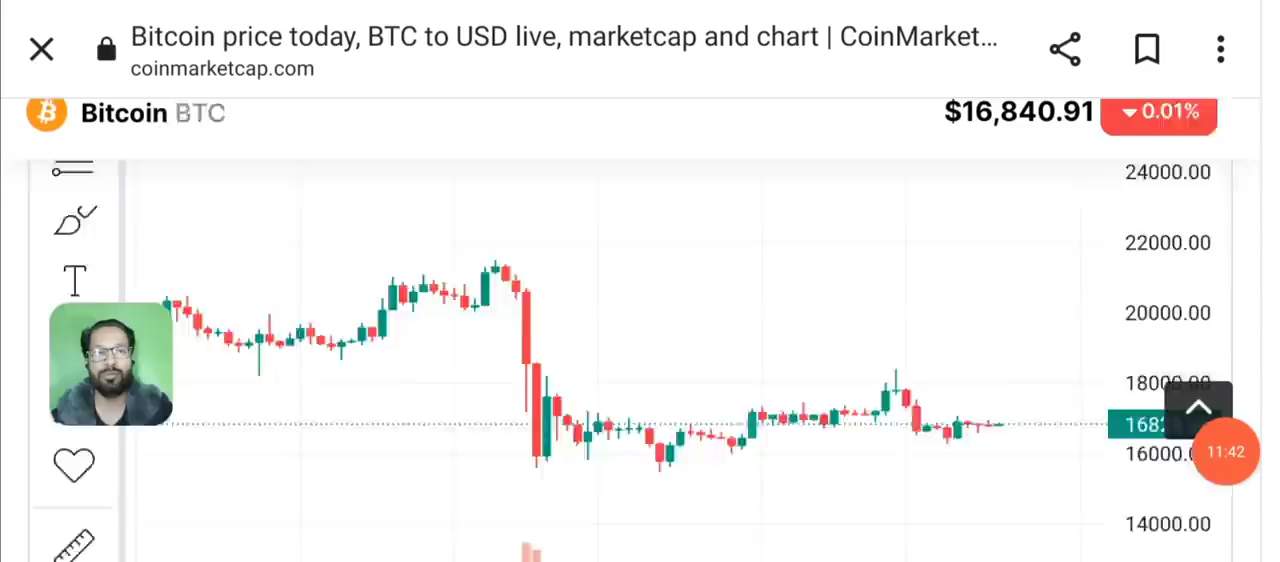 Bitcoin price today, BTC to USD live, marketcap and chart | CoinMarket...
coinmarketcap.com
Bitcoin BTC
$16,840.91
0.01%
24000.00
22000.00
T
20000.00
18000.00
1682
16000.0
11:42
14000.00